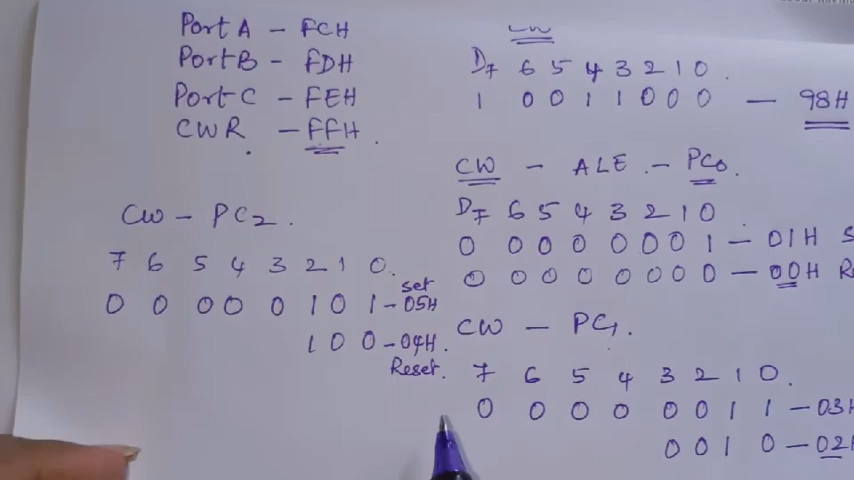 Port A - FCH
Port B - FDH
Port C - FEH
CWR - FFH
CW - PC2.
7 6 5 4 3 2 1 0.
0 0 0 0 0 1 0 1 - 05H set
1 0 0 - 04H. Reset.
CW
D7 6 5 4 3 2 1 0.
1 0 0 1 1 0 0 0 - 98H
CW - ALE - PC0.
D7 6 5 4 3 2 1 0
0 0 0 0 0 0 0 1 - 01H S
0 0 0 0 0 0 0 0 - 00H Re
CW - PC1.
7 6 5 4 3 2 1 0.
0 0 0 0 0 0 1 1 - 03H
0 0 1 0 - 02H